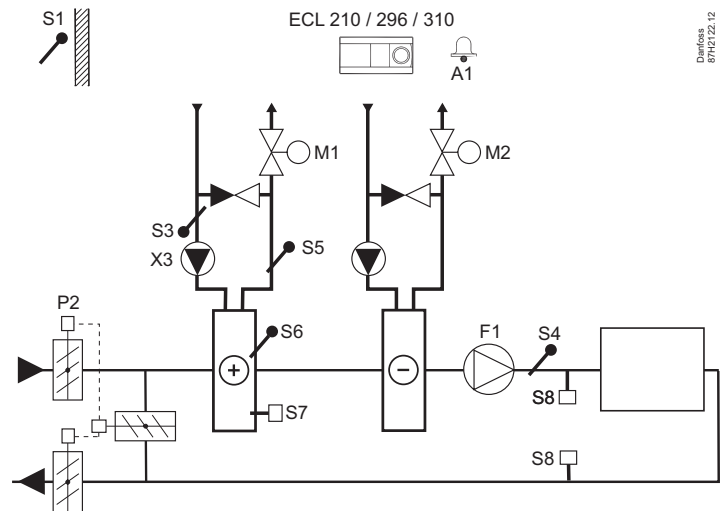 S1
ECL 210 / 296 / 310
A1
Danfoss
87H2122.12
M1
M2
S3
X3
S5
P2
S6
F1
S4
+
−
S7
S8
S8